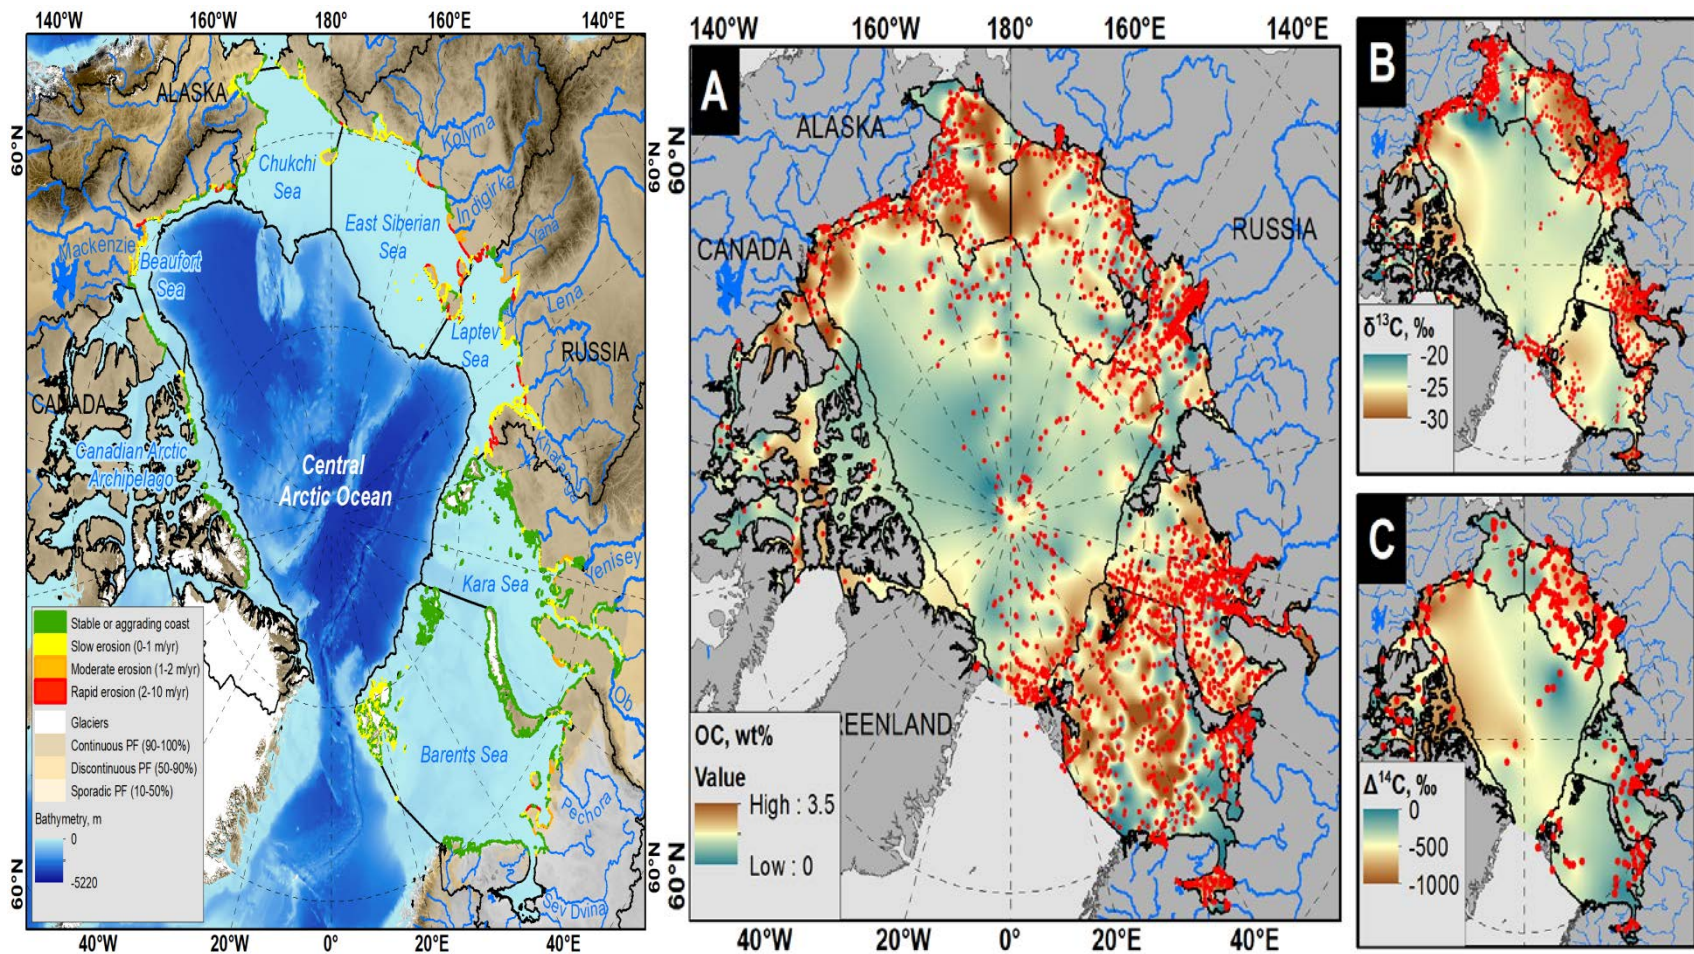 140°W 160°W 180° 160°E 140°E
60°N
ALASKA
Kolyma
Chukchi
Sea
Indigirka
East Siberian
Sea
Yana
Mackenzie
Beaufort
Sea
Lena
Laptev
Sea
RUSSIA
CANADA
Canadian Arctic
Archipelago
Khatanga
Central
Arctic Ocean
Kara Sea
Yenisey
Ob
Barents Sea
Pechora
Sev Dvina
Stable or aggrading coast
Slow erosion (0-1 m/yr)
Moderate erosion (1-2 m/yr)
Rapid erosion (2-10 m/yr)
Glaciers
Continuous PF (90-100%)
Discontinuous PF (50-90%)
Sporadic PF (10-50%)
Bathymetry, m
0
-5220
60°N
40°W 20°W 0° 20°E 40°E
60°N
60°N
140°W 160°W 180° 160°E 140°E
60°N
A
ALASKA
CANADA
RUSSIA
REENLAND
OC, wt%
Value
High : 3.5
Low : 0
60°N
40°W 20°W 0° 20°E 40°E
B
δ13C, ‰
-20
-25
-30
C
Δ14C, ‰
0
-500
-1000